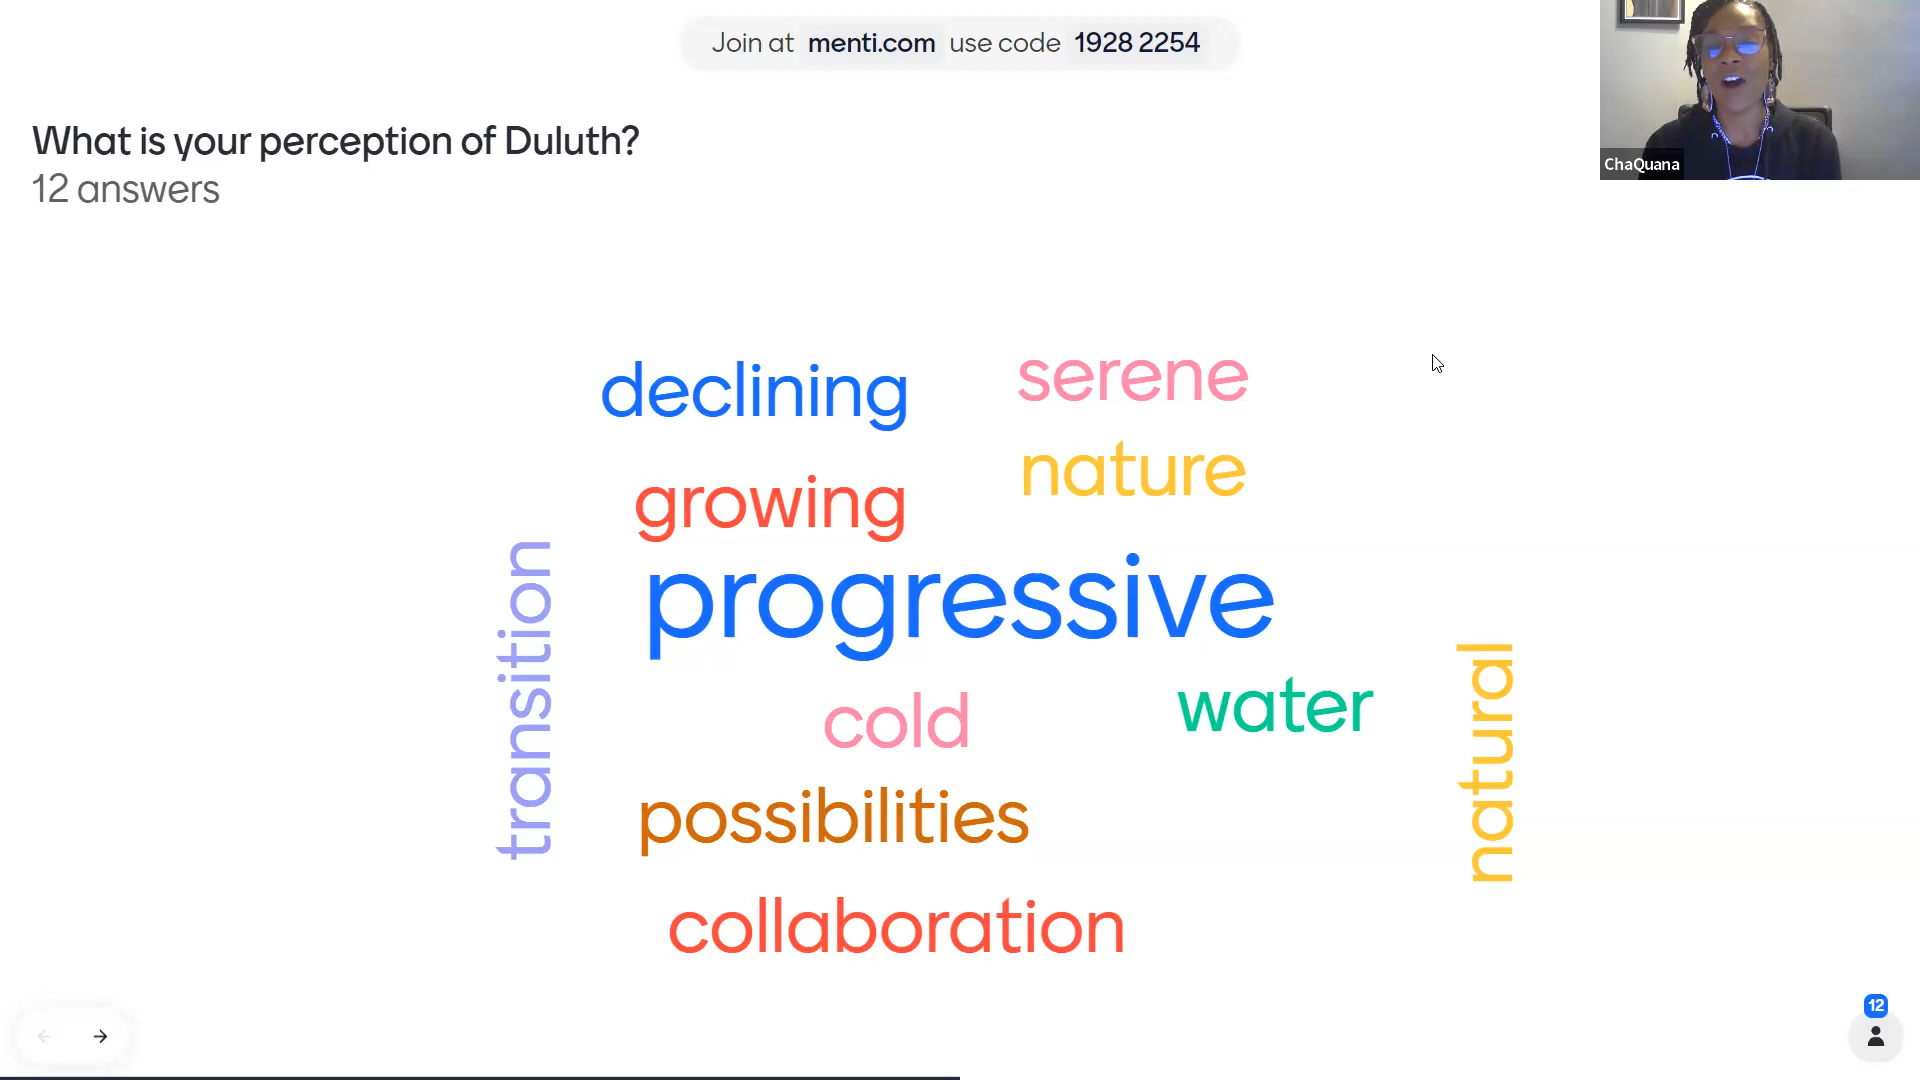 Join at menti.com use code 1928 2254
ChaQuana
What is your perception of Duluth?
12 answers
declining
serene
nature
growing
transition
progressive
natural
water
cold
possibilities
collaboration
12